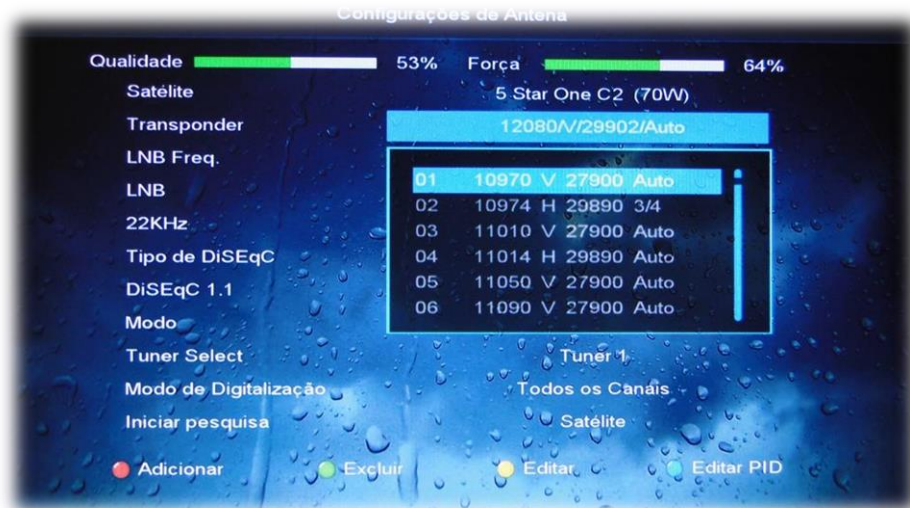 Configurações de Antena
Qualidade 53% Força 64%
Satélite 5 Star One C2 (70W)
Transponder 12080/V/29902/Auto
LNB Freq.
01 10970 V 27900 Auto
LNB
02 10974 H 29890 3/4
22KHz
03 11010 V 27900 Auto
Tipo de DiSEqC
04 11014 H 29890 Auto
DiSEqC 1.1
05 11050 V 27900 Auto
06 11090 V 27900 Auto
Modo
Tuner Select Tuner 1
Modo de Digitalização Todos os Canais
Iniciar pesquisa Satélite
Adicionar Excluir Editar Editar PID